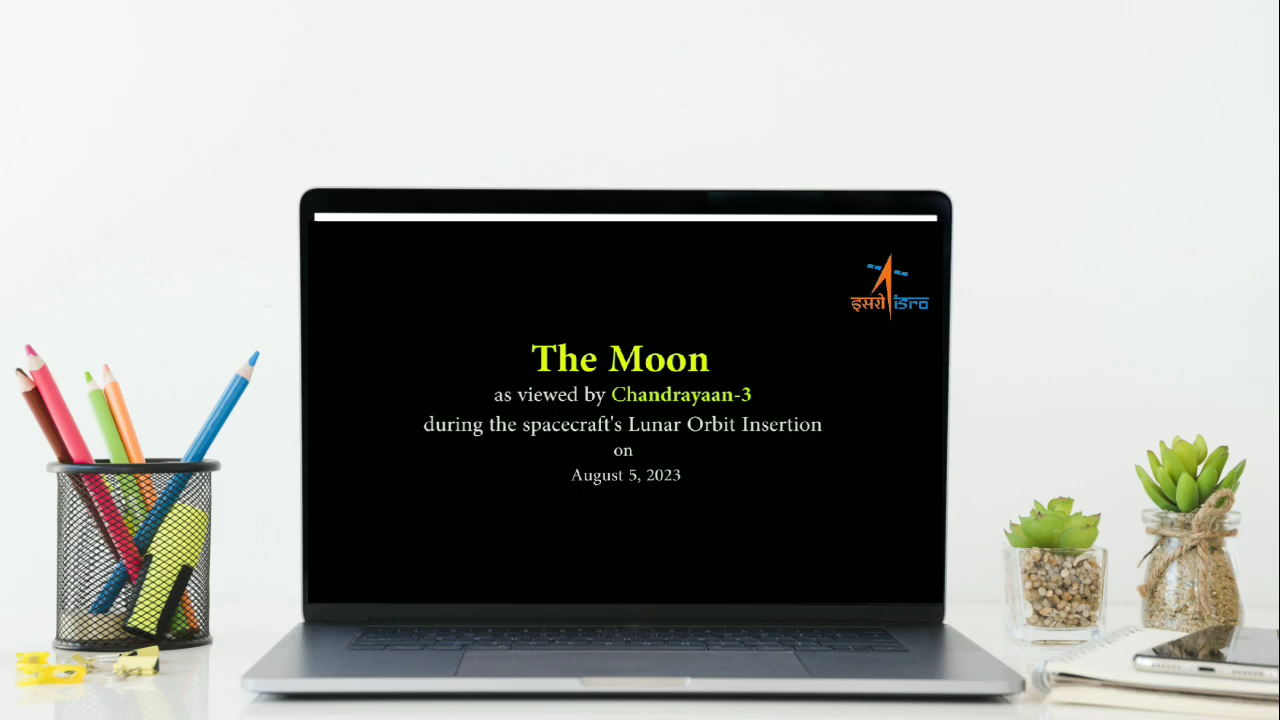 इसरो isro
The Moon
as viewed by Chandrayaan-3
during the spacecraft's Lunar Orbit Insertion
on
August 5, 2023